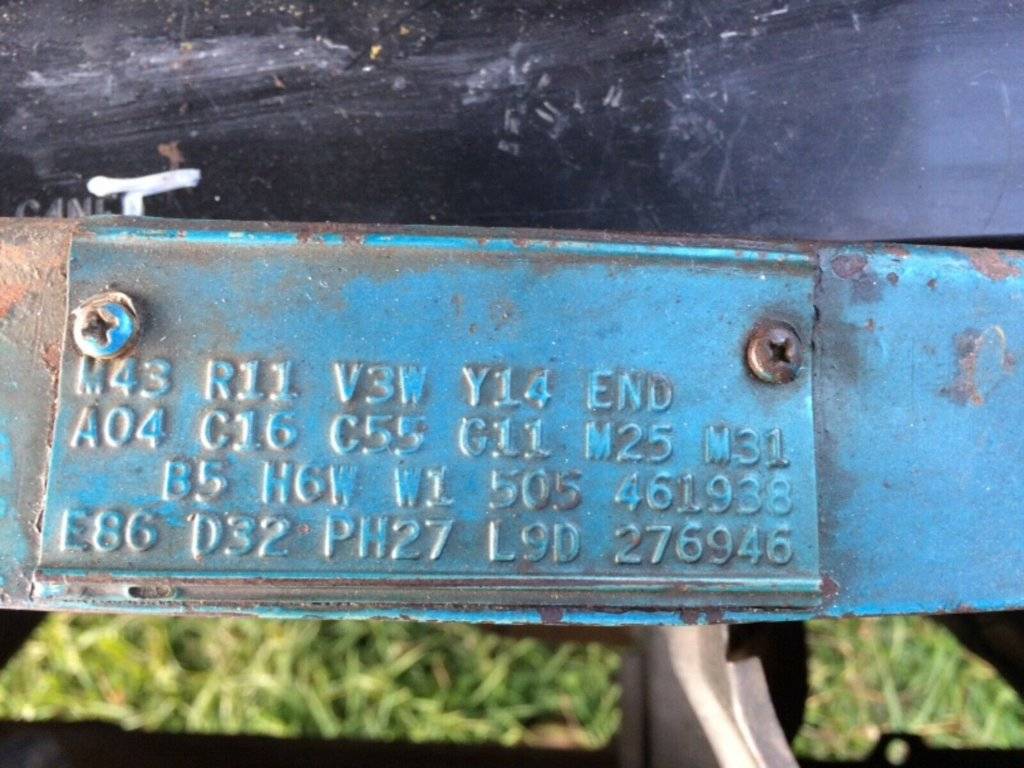 M43 R11 V3W Y14 END
A04 C16 C55 G11 M25 M31
B5 H6W W1 505 461938
E86 D32 PH27 L9D 276946